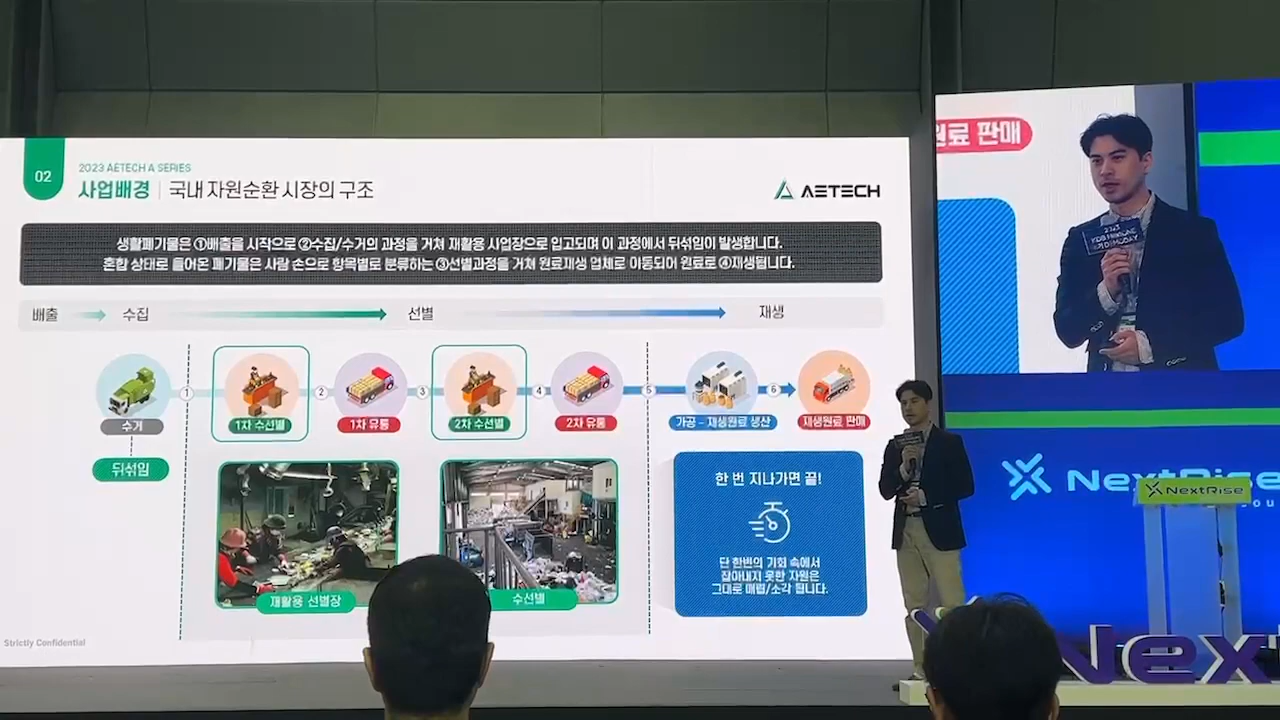 02
2023 AETECH A SERIES
사업배경 | 국내 자원순환 시장의 구조
AETECH
생활폐기물은 ①배출을 시작으로 ②수집/수거의 과정을 거쳐 재활용 사업장으로 입고되며 이 과정에서 뒤섞임이 발생합니다.
혼합 상태로 들어온 폐기물은 사람 손으로 항목별로 분류하는 ③선별과정을 거쳐 원료재생 업체로 이동되어 원료로 ④재생됩니다.
배출 수집 선별 재생
1 2 3 4 5 6
수거 1차 수선별 1차 유통 2차 수선별 2차 유통 가공 - 재생원료 생산 재생원료 판매
뒤섞임
재활용 선별장
수선별
한 번 지나가면 끝!
단 한번의 기회 속에서
잡아내지 못한 자원은
그대로 매립/소각 됩니다.
Strictly Confidential
원료 판매
2023
NextRise
NextRise
Nex